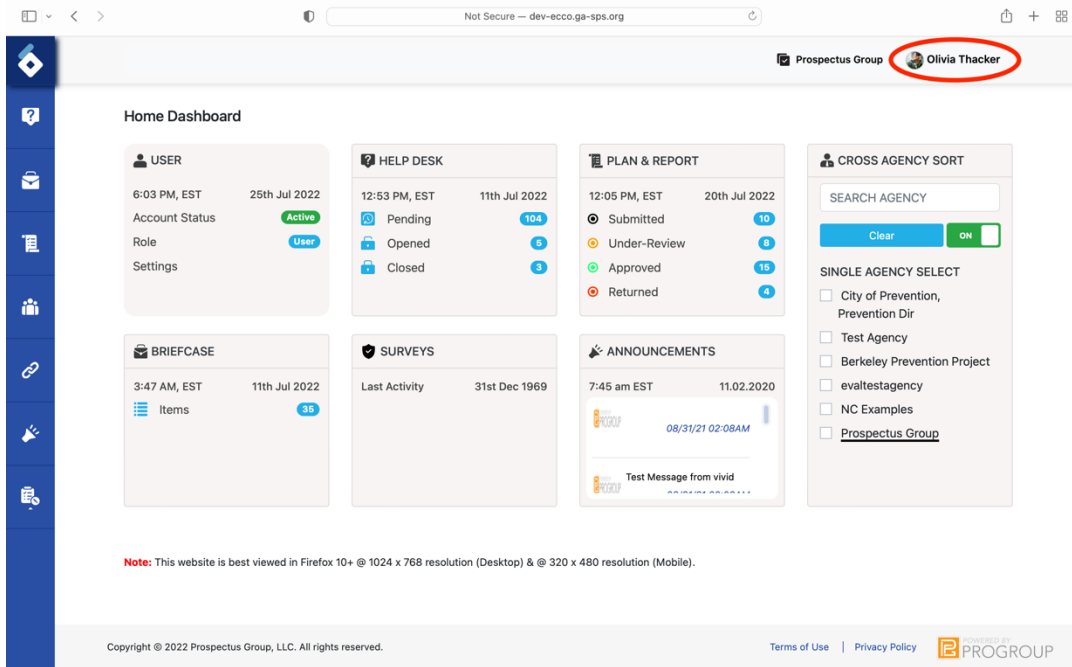 Not Secure — dev-ecco.ga-sps.org
Prospectus Group
Olivia Thacker
Home Dashboard
USER
6:03 PM, EST 25th Jul 2022
Account Status Active
Role User
Settings
HELP DESK
12:53 PM, EST 11th Jul 2022
Pending 104
Opened 5
Closed 3
PLAN & REPORT
12:05 PM, EST 20th Jul 2022
Submitted 10
Under-Review 8
Approved 15
Returned 4
CROSS AGENCY SORT
SEARCH AGENCY
Clear ON
SINGLE AGENCY SELECT
City of Prevention,
Prevention Dir
Test Agency
Berkeley Prevention Project
evaltestagency
NC Examples
Prospectus Group
BRIEFCASE
3:47 AM, EST 11th Jul 2022
Items 35
SURVEYS
Last Activity 31st Dec 1969
ANNOUNCEMENTS
7:45 am EST 11.02.2020
PROGROUP
08/31/21 02:08AM
Test Message from vivid
PROGROUP
Note: This website is best viewed in Firefox 10+ @ 1024 x 768 resolution (Desktop) & @ 320 x 480 resolution (Mobile).
Copyright © 2022 Prospectus Group, LLC. All rights reserved.
Terms of Use | Privacy Policy
POWERED BY
PROGROUP